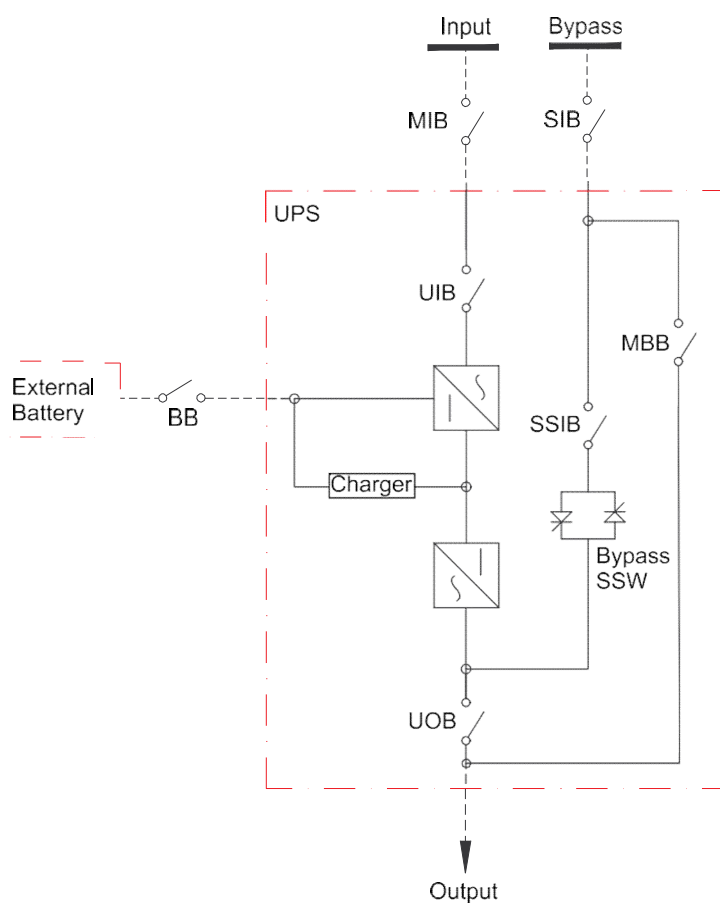 Input
Bypass
MIB
SIB
UPS
UIB
MBB
External
Battery
BB
SSIB
Charger
Bypass
SSW
UOB
Output